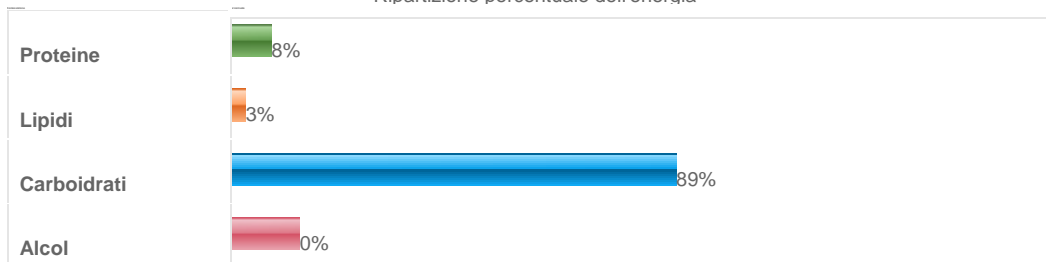 Ripartizione percentuale dell'energia
Proteine
8%
Lipidi
3%
Carboidrati
89%
Alcol
0%